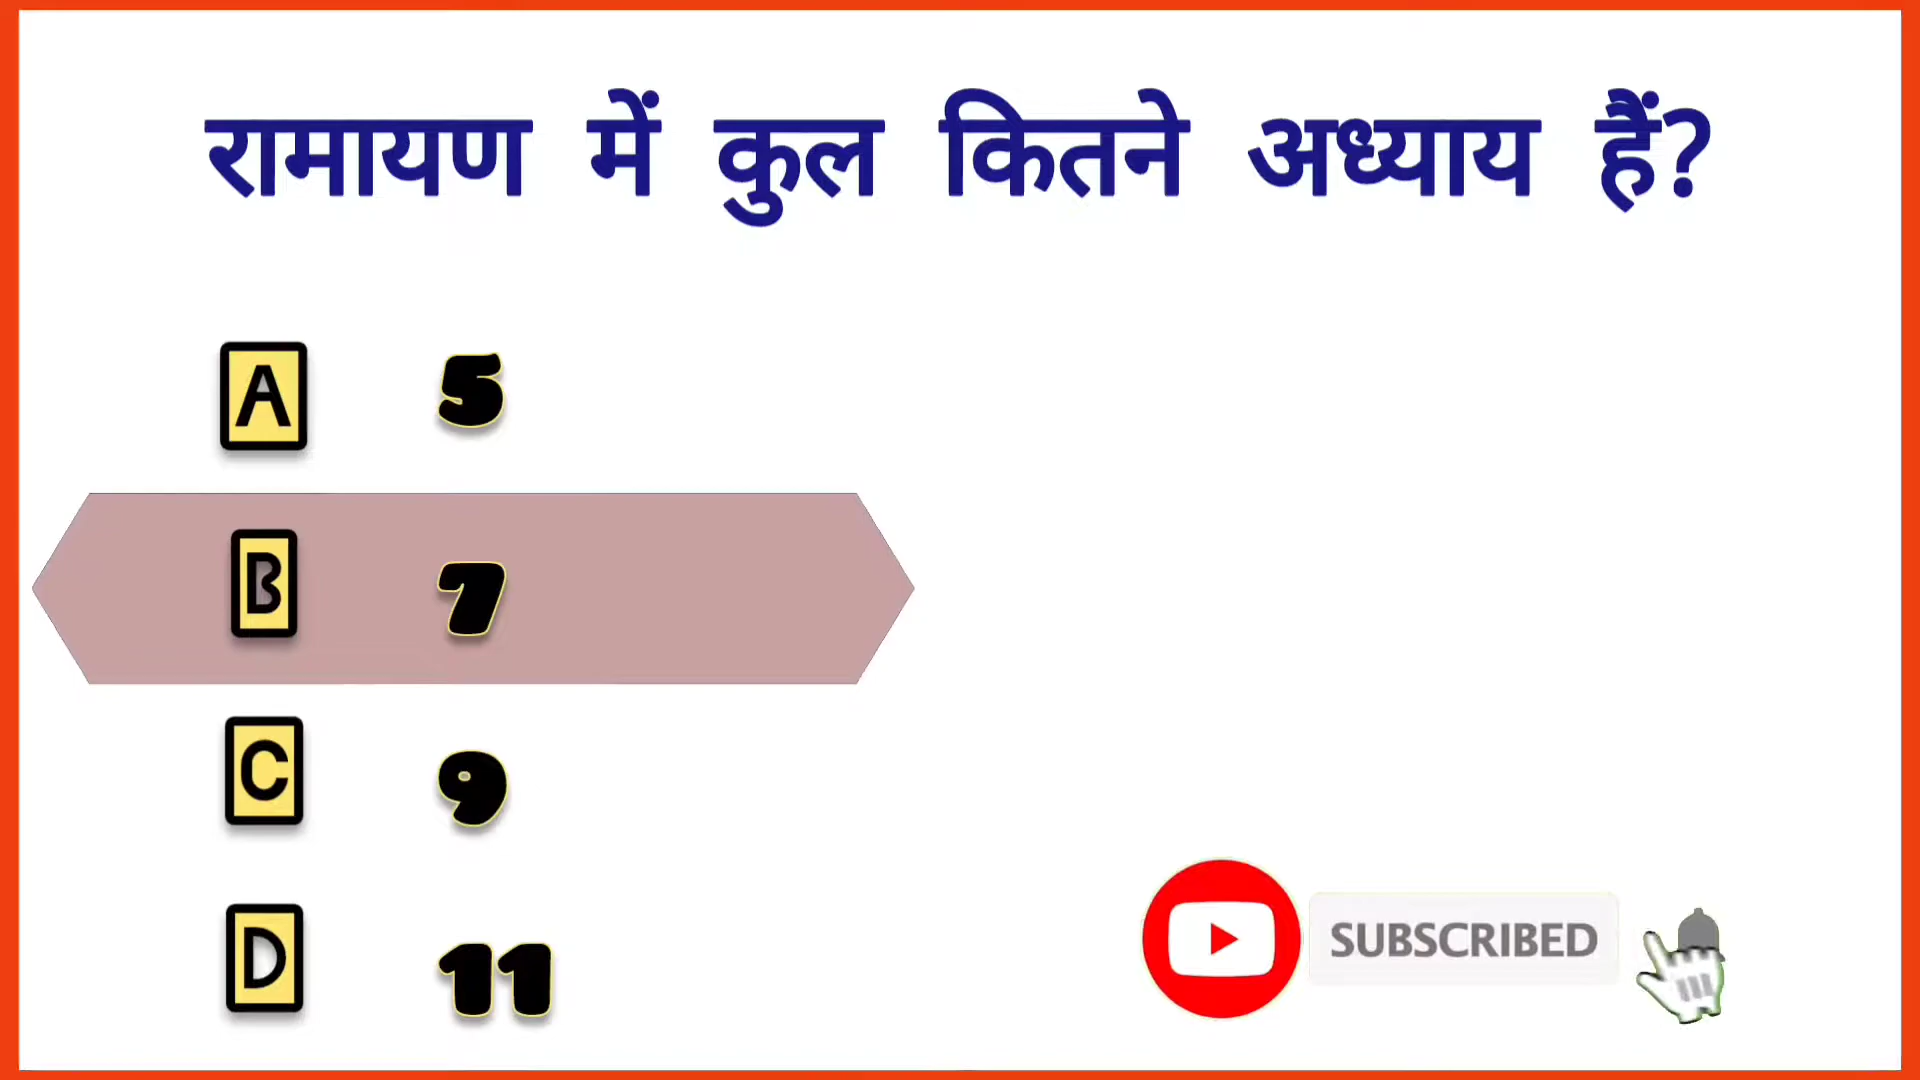 रामायण में कुल कितने अध्याय हैं?
A 5
B 7
C 9
D 11
SUBSCRIBED